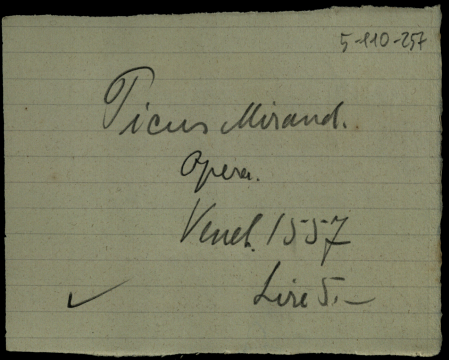 5-110-257
Picus Mirand.
Opera.
Venet. 1557
Lire 5.—